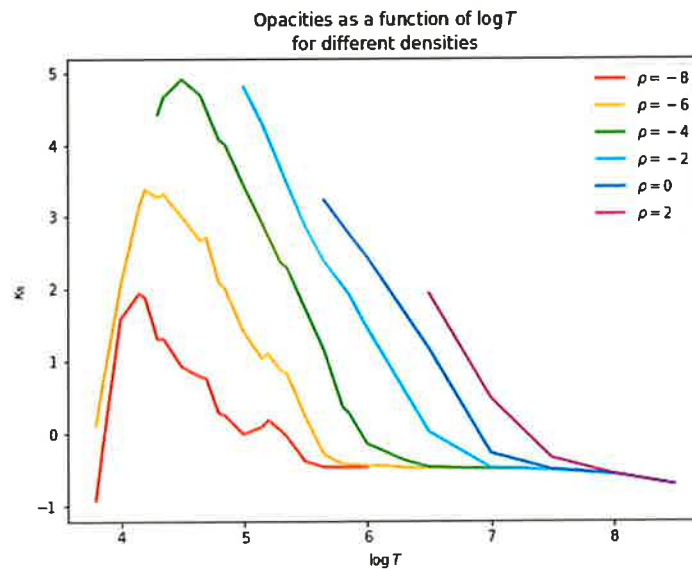 Opacities as a function of log T
for different densities
5
4
3
2
1
0
−1
κ_R
4
5
6
7
8
log T
ρ = −8
ρ = −6
ρ = −4
ρ = −2
ρ = 0
ρ = 2